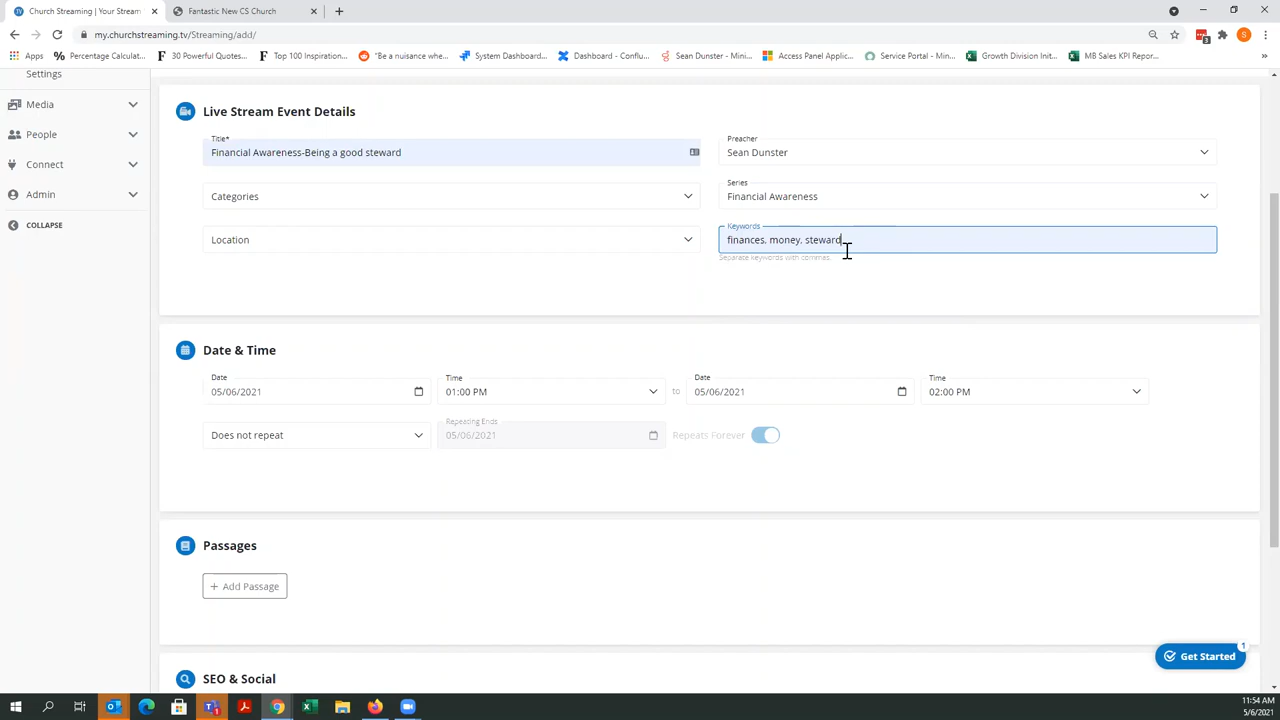 Church Streaming | Your Stream
Fantastic New CS Church
my.churchstreaming.tv/Streaming/add/
Apps
Percentage Calculat...
30 Powerful Quotes...
Top 100 Inspiration...
"Be a nuisance whe...
System Dashboard...
Dashboard - Conflu...
Sean Dunster - Mini...
Access Panel Applic...
Service Portal - Min...
Growth Division Init...
MB Sales KPI Repor...
Settings
Media
People
Connect
Admin
COLLAPSE
Live Stream Event Details
Title*
Financial Awareness-Being a good steward
Preacher
Sean Dunster
Categories
Series
Financial Awareness
Location
Keywords
finances, money, steward
Separate keywords with commas.
Date & Time
Date
05/06/2021
Time
01:00 PM
to
Date
05/06/2021
Time
02:00 PM
Does not repeat
Repeating Ends
05/06/2021
Repeats Forever
Passages
+ Add Passage
SEO & Social
Get Started
1
11:54 AM
5/6/2021